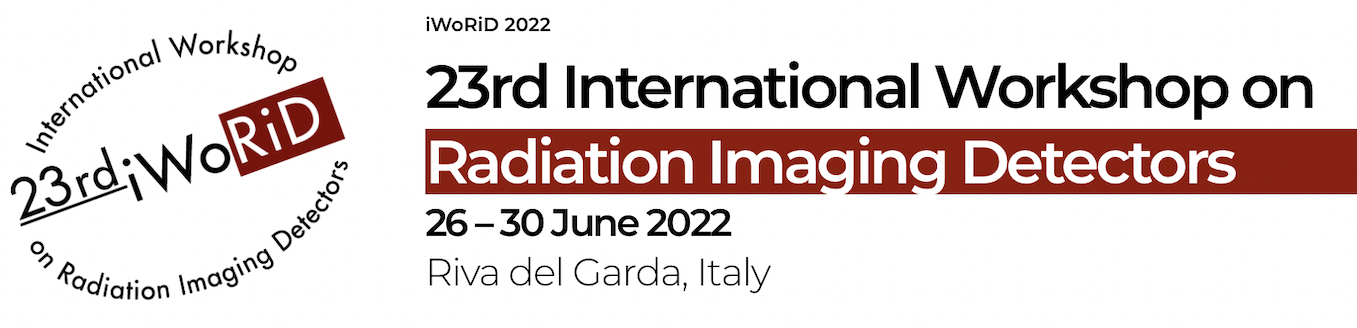 International Workshop
23rd iWoRiD
on Radiation Imaging Detectors
iWoRiD 2022
23rd International Workshop on
Radiation Imaging Detectors
26 – 30 June 2022
Riva del Garda, Italy